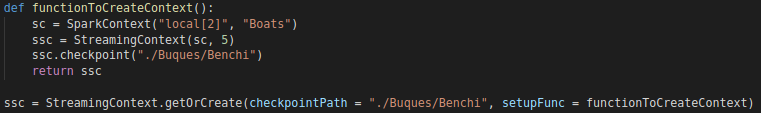 def functionToCreateContext():
    sc = SparkContext("local[2]", "Boats")
    ssc = StreamingContext(sc, 5)
    ssc.checkpoint("./Buques/Benchi")
    return ssc

ssc = StreamingContext.getOrCreate(checkpointPath = "./Buques/Benchi", setupFunc = functionToCreateContext)